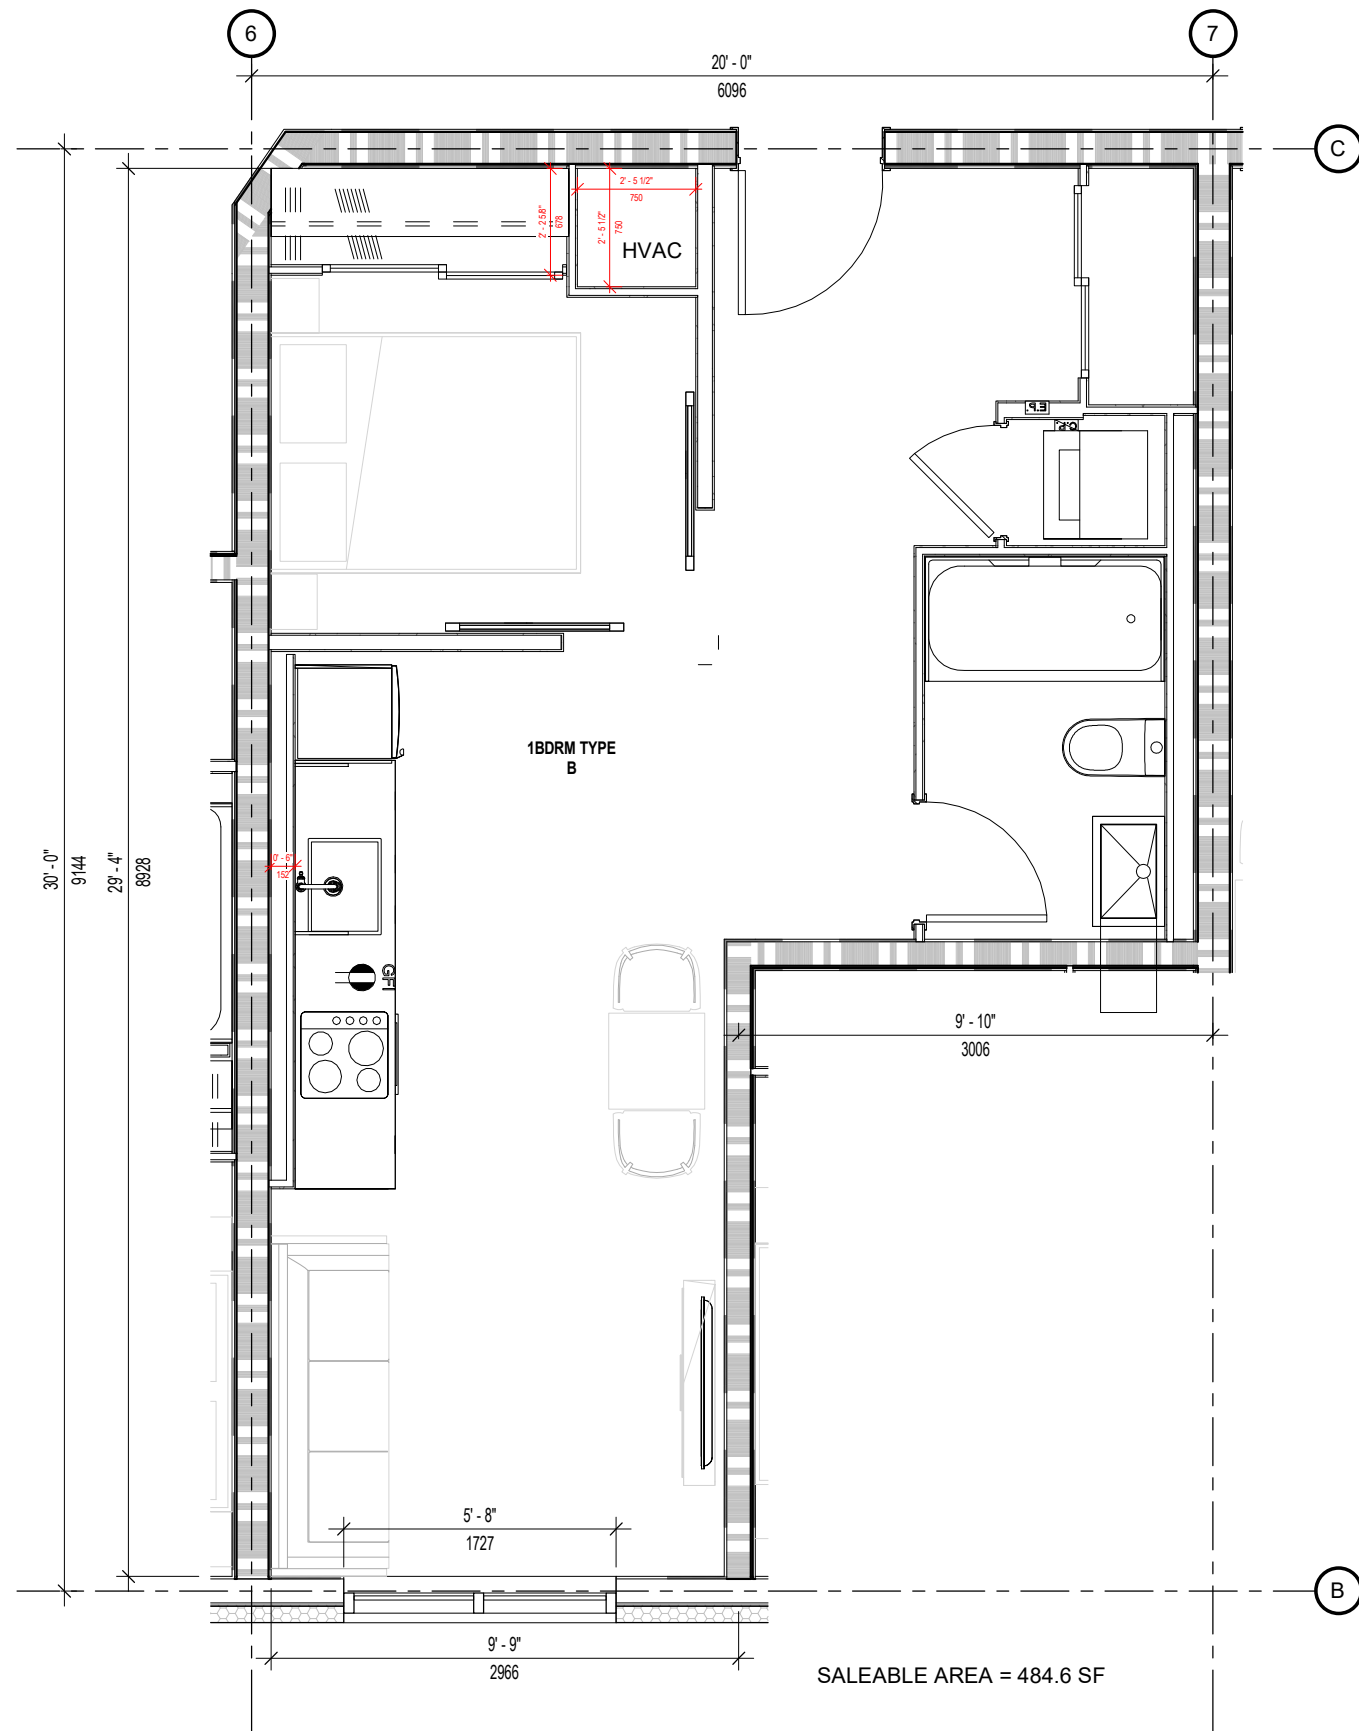 6
7
20' - 0"
6096
C
2' - 5 1/2"
750
2' - 2 5/8"
678
2' - 5 1/2"
750
HVAC
E.P.
C.P.
1BDRM TYPE
B
30' - 0"
9144
29' - 4"
8928
0' - 6"
152
GFI
9' - 10"
3006
5' - 8"
1727
B
9' - 9"
2966
SALEABLE AREA = 484.6 SF